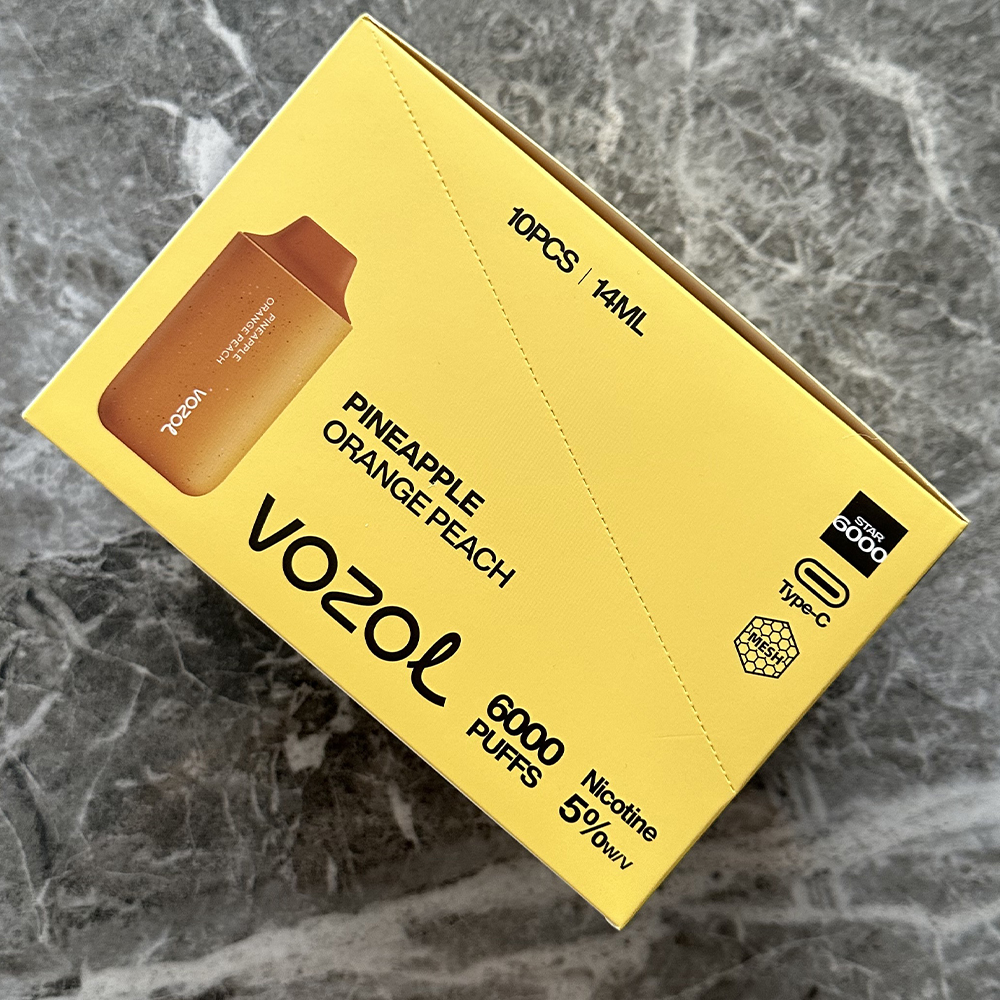 10PCS | 14ML
PINEAPPLE
ORANGE PEACH
VOZOL
PINEAPPLE
ORANGE PEACH
VOZOL
6000
PUFFS
Nicotine
5%W/V
STAR
6000
Type-C
MESH